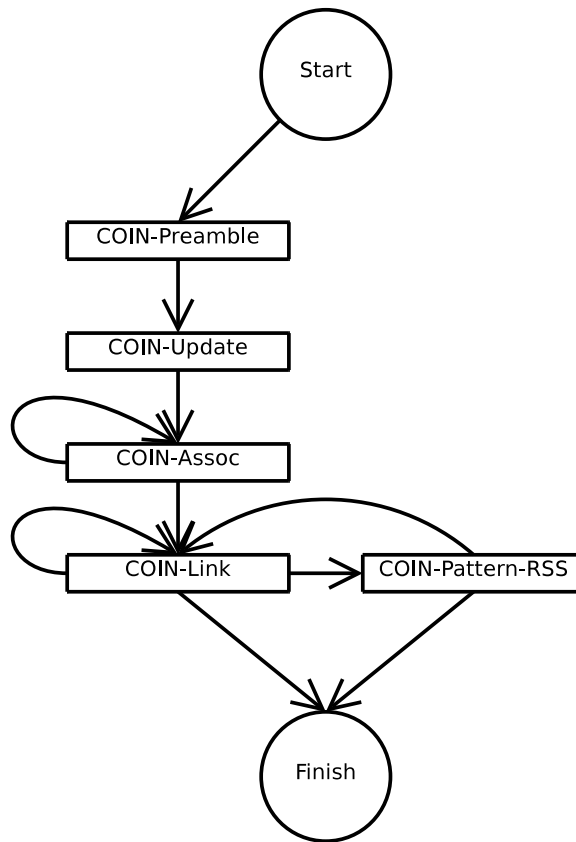 Start
COIN-Preamble
COIN-Update
COIN-Assoc
COIN-Link
COIN-Pattern-RSS
Finish